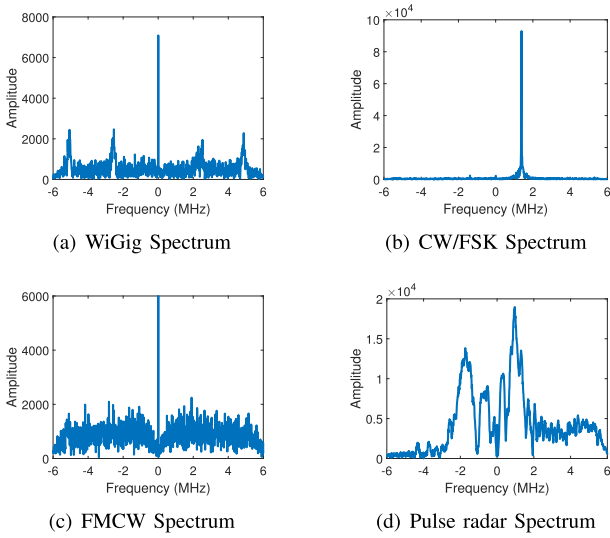 8000
6000
4000
2000
0
Amplitude
-6 -4 -2 0 2 4 6
Frequency (MHz)
(a) WiGig Spectrum
×10⁴
10
8
6
4
2
0
Amplitude
-6 -4 -2 0 2 4 6
Frequency (MHz)
(b) CW/FSK Spectrum
6000
4000
2000
0
Amplitude
-6 -4 -2 0 2 4 6
Frequency (MHz)
(c) FMCW Spectrum
×10⁴
2
1.5
1
0.5
0
Amplitude
-6 -4 -2 0 2 4 6
Frequency (MHz)
(d) Pulse radar Spectrum